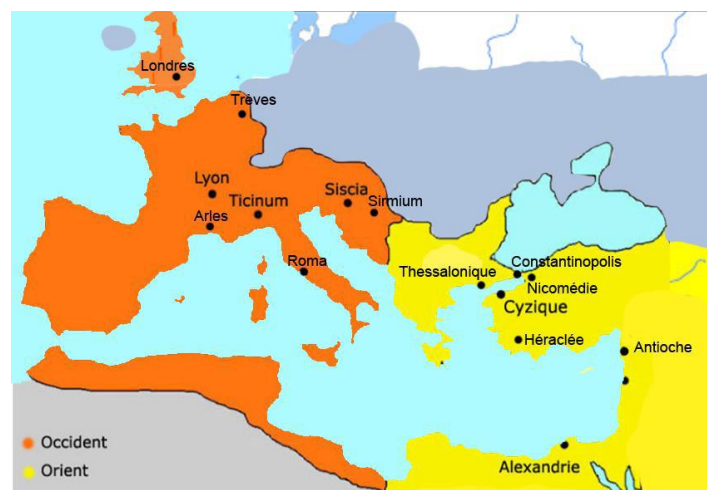 Londres
Trèves
Lyon
Ticinum
Siscia
Sirmium
Arles
Roma
Thessalonique
Constantinopolis
Nicomédie
Cyzique
Héraclée
Antioche
Alexandrie
Occident
Orient